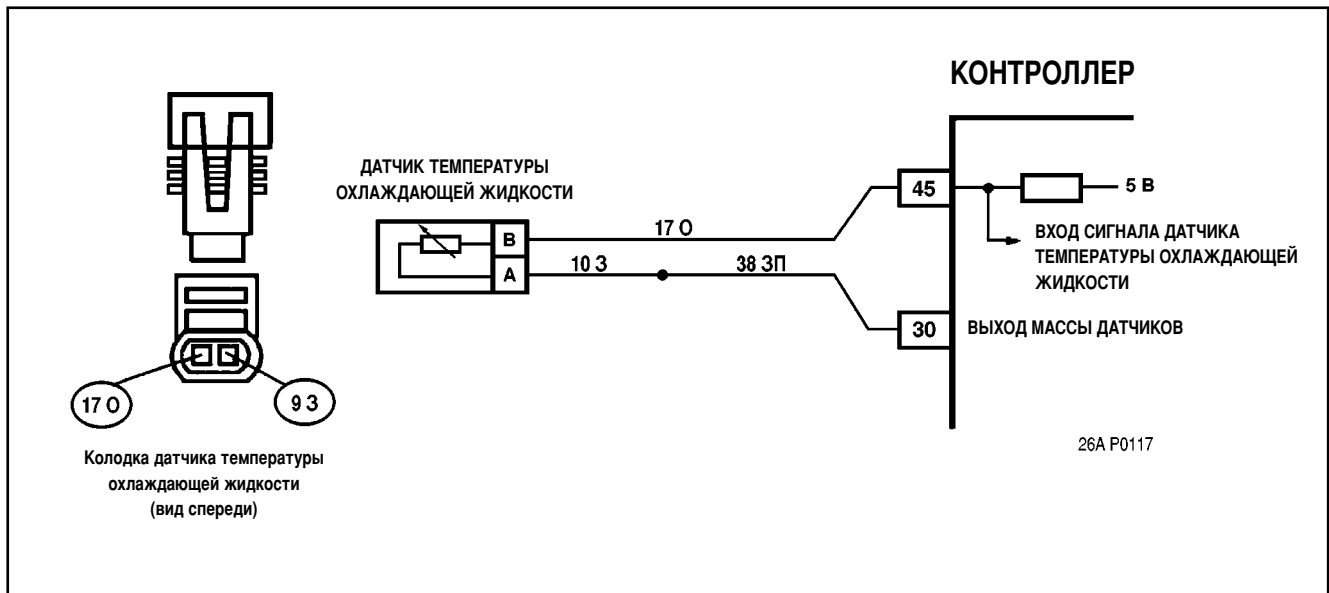 КОНТРОЛЛЕР
ДАТЧИК ТЕМПЕРАТУРЫ
ОХЛАЖДАЮЩЕЙ ЖИДКОСТИ
B
A
17 О
10 З
38 ЗП
45
5 В
ВХОД СИГНАЛА ДАТЧИКА
ТЕМПЕРАТУРЫ ОХЛАЖДАЮЩЕЙ
ЖИДКОСТИ
30
ВЫХОД МАССЫ ДАТЧИКОВ
17 О
9 З
Колодка датчика температуры
охлаждающей жидкости
(вид спереди)
26A P0117